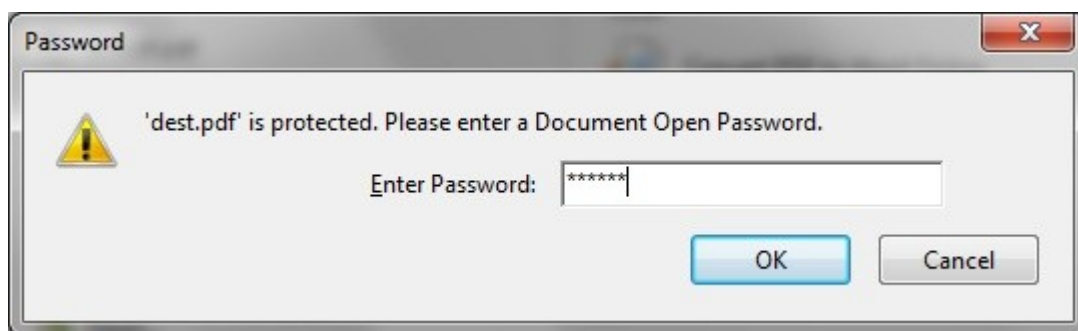 Password
'dest.pdf' is protected. Please enter a Document Open Password.
Enter Password: ******
OK Cancel